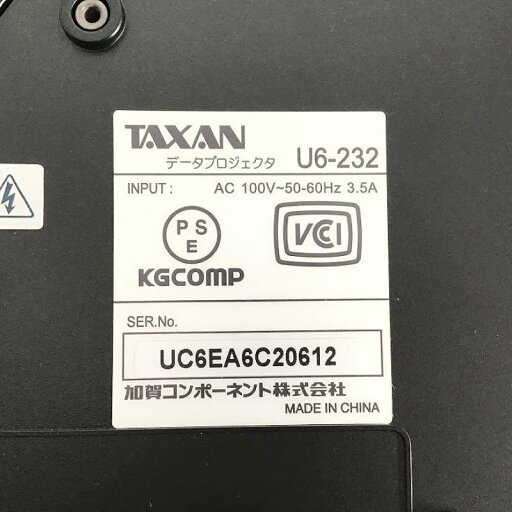 TAXAN
データプロジェクタ U6-232
INPUT: AC 100V~50-60Hz 3.5A
P S E
VCCI
KGCOMP
SER.No.
UC6EA6C20612
加賀コンポーネント株式会社
MADE IN CHINA